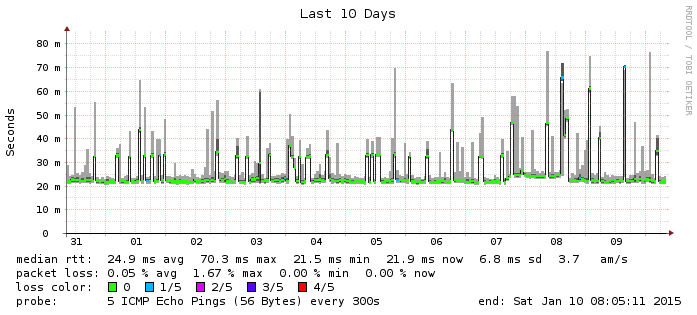 Last 10 Days
RRDTOOL / TOBI OETIKER
Seconds
80 m
70 m
60 m
50 m
40 m
30 m
20 m
10 m
0
31 01 02 03 04 05 06 07 08 09
median rtt: 24.9 ms avg 70.3 ms max 21.5 ms min 21.9 ms now 6.8 ms sd 3.7 am/s
packet loss: 0.05 % avg 1.67 % max 0.00 % min 0.00 % now
loss color: 0 1/5 2/5 3/5 4/5
probe: 5 ICMP Echo Pings (56 Bytes) every 300s end: Sat Jan 10 08:05:11 2015